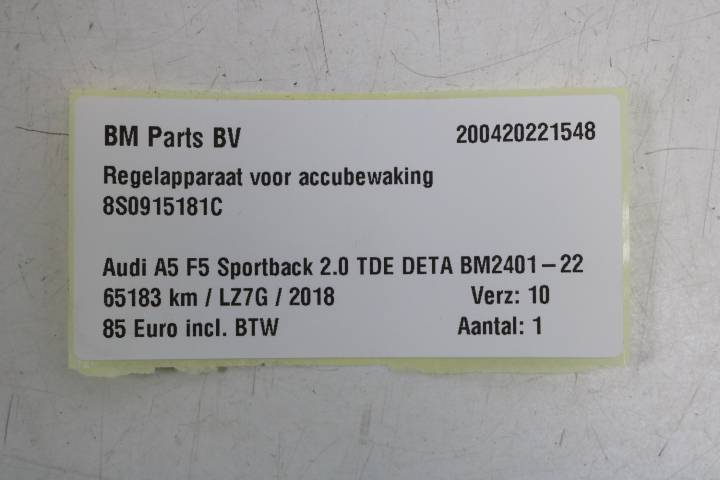 BM Parts BV 200420221548
Regelapparaat voor accubewaking
8S0915181C
Audi A5 F5 Sportback 2.0 TDE DETA BM2401-22
65183 km / LZ7G / 2018 Verz: 10
85 Euro incl. BTW Aantal: 1